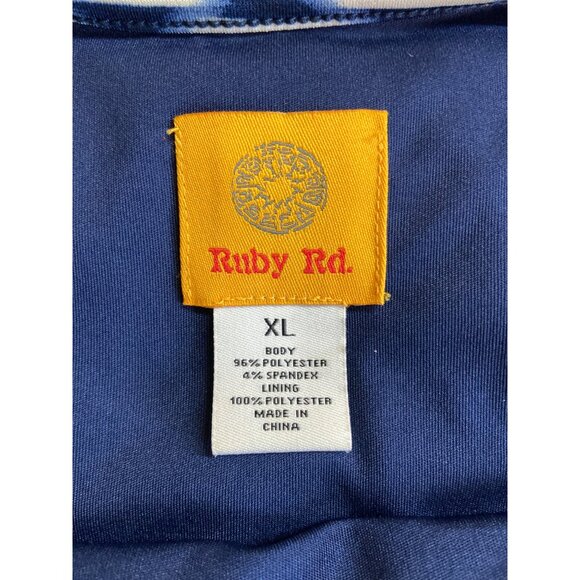 Ruby Rd.
XL
BODY
96% POLYESTER
4% SPANDEX
LINING
100% POLYESTER
MADE IN
CHINA